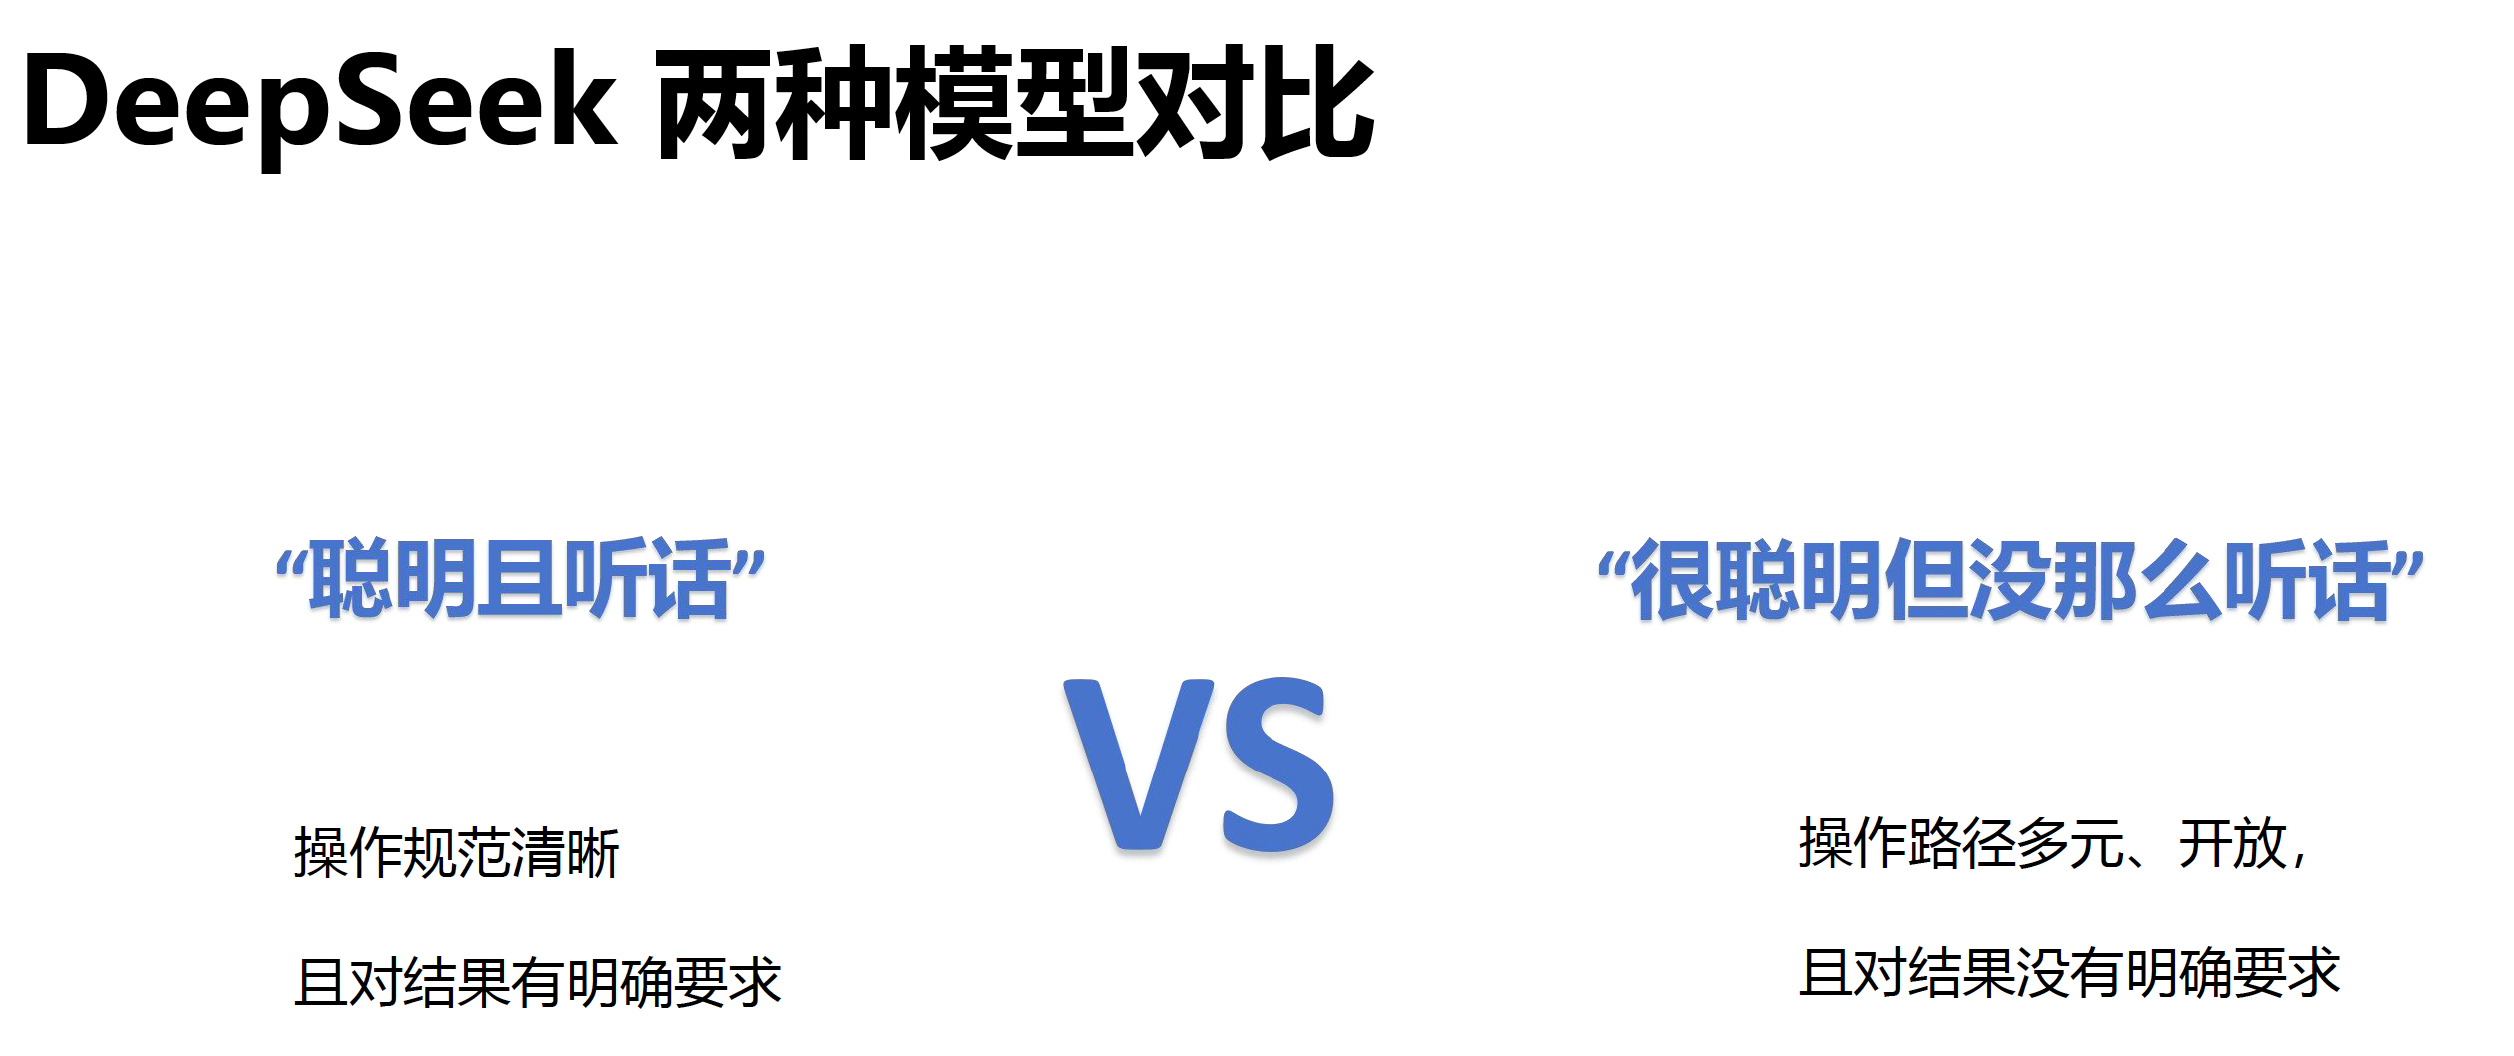 DeepSeek 两种模型对比
“聪明且听话”
“很聪明但没那么听话”
VS
操作规范清晰
且对结果有明确要求
操作路径多元、开放，
且对结果没有明确要求